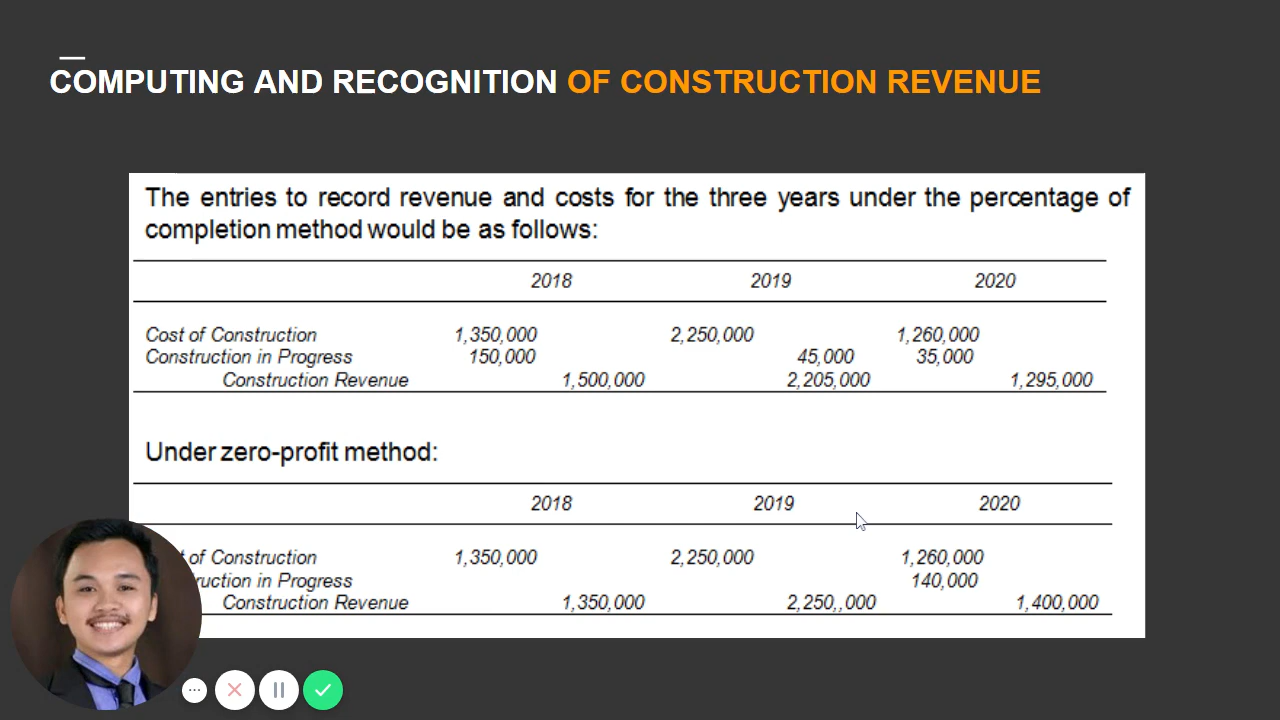 COMPUTING AND RECOGNITION OF CONSTRUCTION REVENUE
The entries to record revenue and costs for the three years under the percentage of
completion method would be as follows:
2018 2019 2020
Cost of Construction 1,350,000 2,250,000 1,260,000
Construction in Progress 150,000 45,000 35,000
Construction Revenue 1,500,000 2,205,000 1,295,000
Under zero-profit method:
2018 2019 2020
of Construction 1,350,000 2,250,000 1,260,000
in Progress 140,000
Construction Revenue 1,350,000 2,250,,000 1,400,000